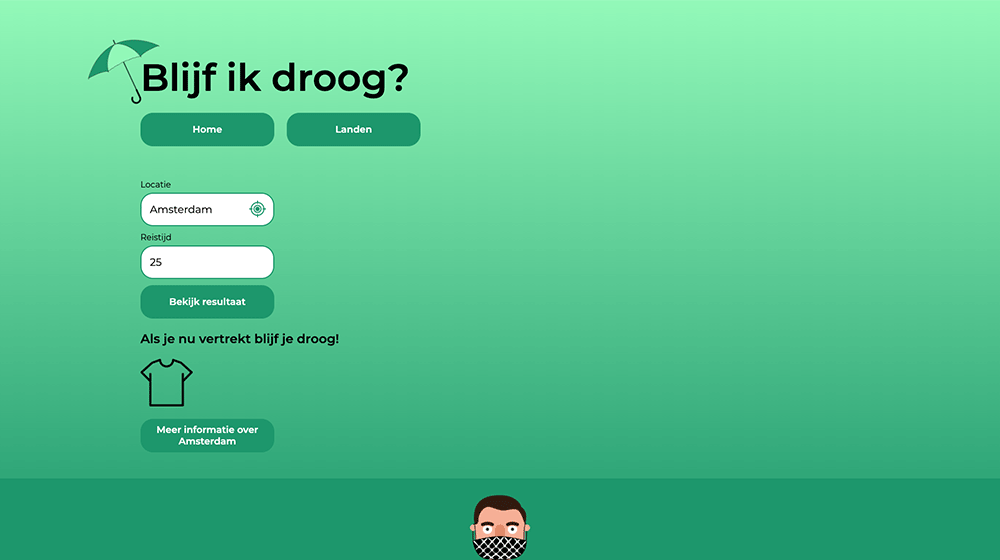 Blijf ik droog?
Home
Landen
Locatie
Amsterdam
Reistijd
25
Bekijk resultaat
Als je nu vertrekt blijf je droog!
Meer informatie over
Amsterdam